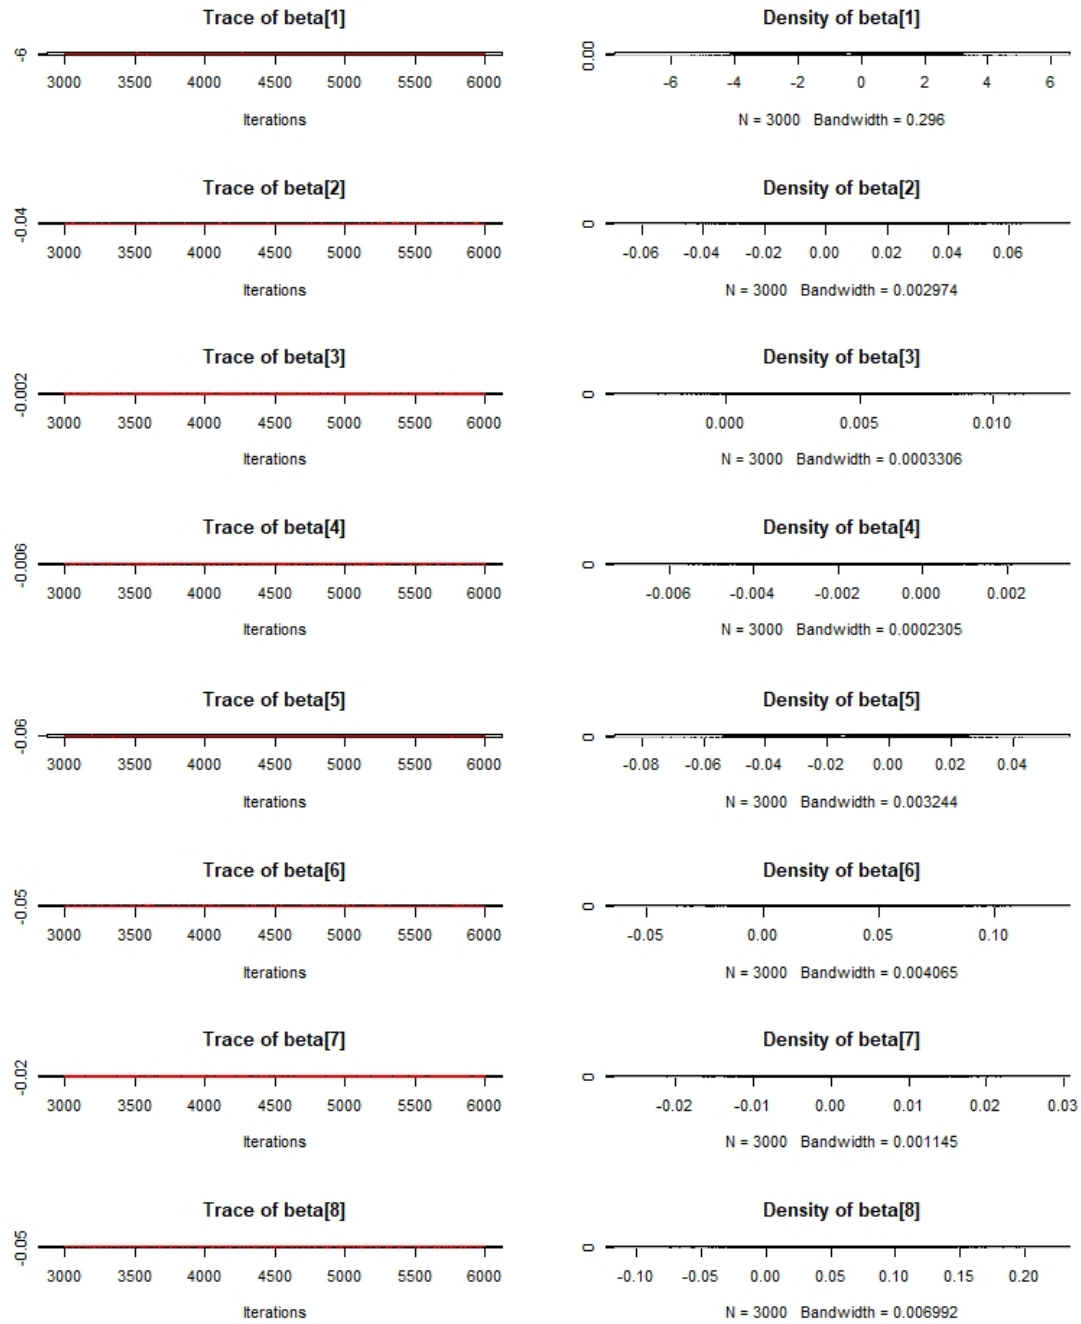 Trace of beta[1]
Density of beta[1]
-6
3000 3500 4000 4500 5000 5500 6000
Iterations
0.00
-6 -4 -2 0 2 4 6
N = 3000 Bandwidth = 0.296
Trace of beta[2]
Density of beta[2]
-0.04
3000 3500 4000 4500 5000 5500 6000
Iterations
0
-0.06 -0.04 -0.02 0.00 0.02 0.04 0.06
N = 3000 Bandwidth = 0.002974
Trace of beta[3]
Density of beta[3]
-0.002
3000 3500 4000 4500 5000 5500 6000
Iterations
0
0.000 0.005 0.010
N = 3000 Bandwidth = 0.0003306
Trace of beta[4]
Density of beta[4]
-0.006
3000 3500 4000 4500 5000 5500 6000
Iterations
0
-0.006 -0.004 -0.002 0.000 0.002
N = 3000 Bandwidth = 0.0002305
Trace of beta[5]
Density of beta[5]
-0.06
3000 3500 4000 4500 5000 5500 6000
Iterations
0
-0.08 -0.06 -0.04 -0.02 0.00 0.02 0.04
N = 3000 Bandwidth = 0.003244
Trace of beta[6]
Density of beta[6]
-0.05
3000 3500 4000 4500 5000 5500 6000
Iterations
0
-0.05 0.00 0.05 0.10
N = 3000 Bandwidth = 0.004065
Trace of beta[7]
Density of beta[7]
-0.02
3000 3500 4000 4500 5000 5500 6000
Iterations
0
-0.02 -0.01 0.00 0.01 0.02 0.03
N = 3000 Bandwidth = 0.001145
Trace of beta[8]
Density of beta[8]
-0.05
3000 3500 4000 4500 5000 5500 6000
Iterations
0
-0.10 -0.05 0.00 0.05 0.10 0.15 0.20
N = 3000 Bandwidth = 0.006992